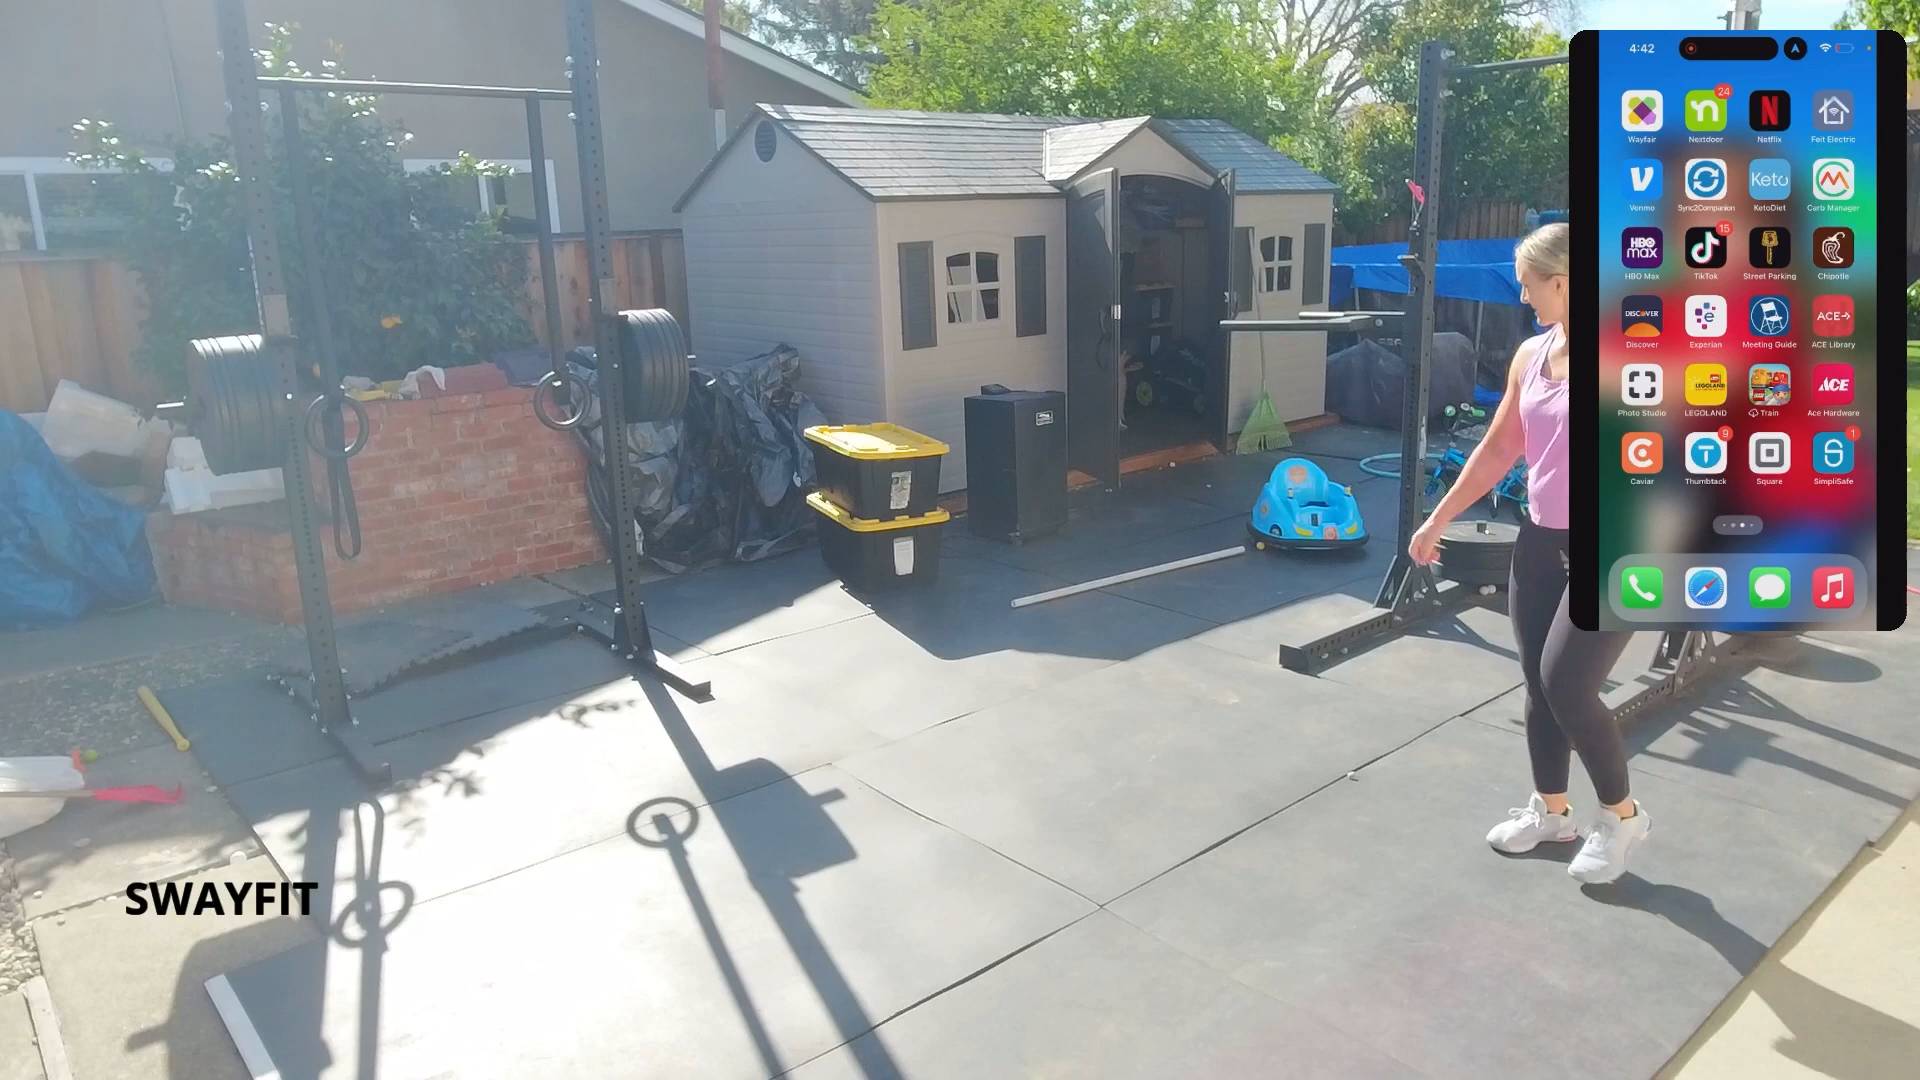 4:42
24
Wayfair Nextdoor Netflix Feit Electric
Keto
Venmo Sync2Companion KetoDiet Carb Manager
15
HBO max
HBO Max TikTok Street Parking Chipotle
DISCOVER e ACE
Discover Experian Meeting Guide ACE Library
LEGOLAND ACE
Photo Studio LEGOLAND Train Ace Hardware
9 1
Caviar Thumbtack Square SimpliSafe
SWAYFIT